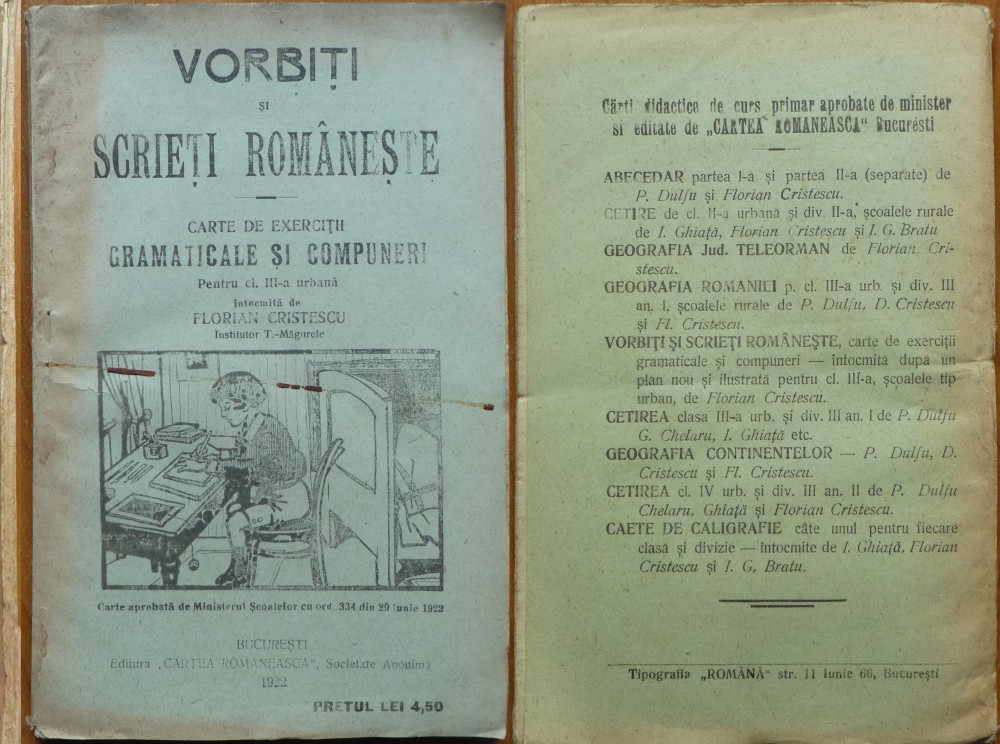 VORBIȚI
ȘI
SCRIEȚI ROMÂNEȘTE
CARTE DE EXERCIȚII
GRAMATICALE ȘI COMPUNERI
Pentru cl. III-a urbană
întocmită de
FLORIAN CRISTESCU
Institutor T.-Măgurele
Carte aprobată de Ministerul Școalelor cu ord. 334 din 29 Iunie 1922
BUCUREȘTI
Editura „CARTEA ROMANEASCA", Societate Anonimă
1922
PRETUL LEI 4,50
Cărti didactice de curs primar aprobate de minister
si editate de „CARTEA ROMANEASCA" Bucuresti
ABECEDAR partea I-a și partea II-a (separate) de
P. Dulfu și Florian Cristescu.
CETIRE de cl. II-a urbană și div. II-a, școalele rurale
de I. Ghiață, Florian Cristescu și I. G. Bratu
GEOGRAFIA Jud. TELEORMAN de Florian Cri-
stescu.
GEOGRAFIA ROMANIEI p. cl. III-a urb. și div. III
an. I, școalele rurale de P. Dulfu, D. Cristescu
și Fl. Cristescu.
VORBIȚI ȘI SCRIEȚI ROMÂNEȘTE, carte de exerciții
gramaticale și compuneri — întocmită după un
plan nou și ilustrată pentru cl. III-a, școalele tip
urban, de Florian Cristescu.
CETIREA clasa III-a urb. și div. III an. I de P. Dulfu
G. Chelaru, I. Ghiață etc.
GEOGRAFIA CONTINENTELOR — P. Dulfu, D.
Cristescu și Fl. Cristescu.
CETIREA cl. IV urb. și div. III an. II de P. Dulfu
Chelaru, Ghiață și Florian Cristescu.
CAETE DE CALIGRAFIE câte unul pentru fiecare
clasă și divizie — întocmite de I. Ghiață, Florian
Cristescu și I. G. Bratu.
Tipografia „ROMÂNĂ" str. 11 Iunie 66, București